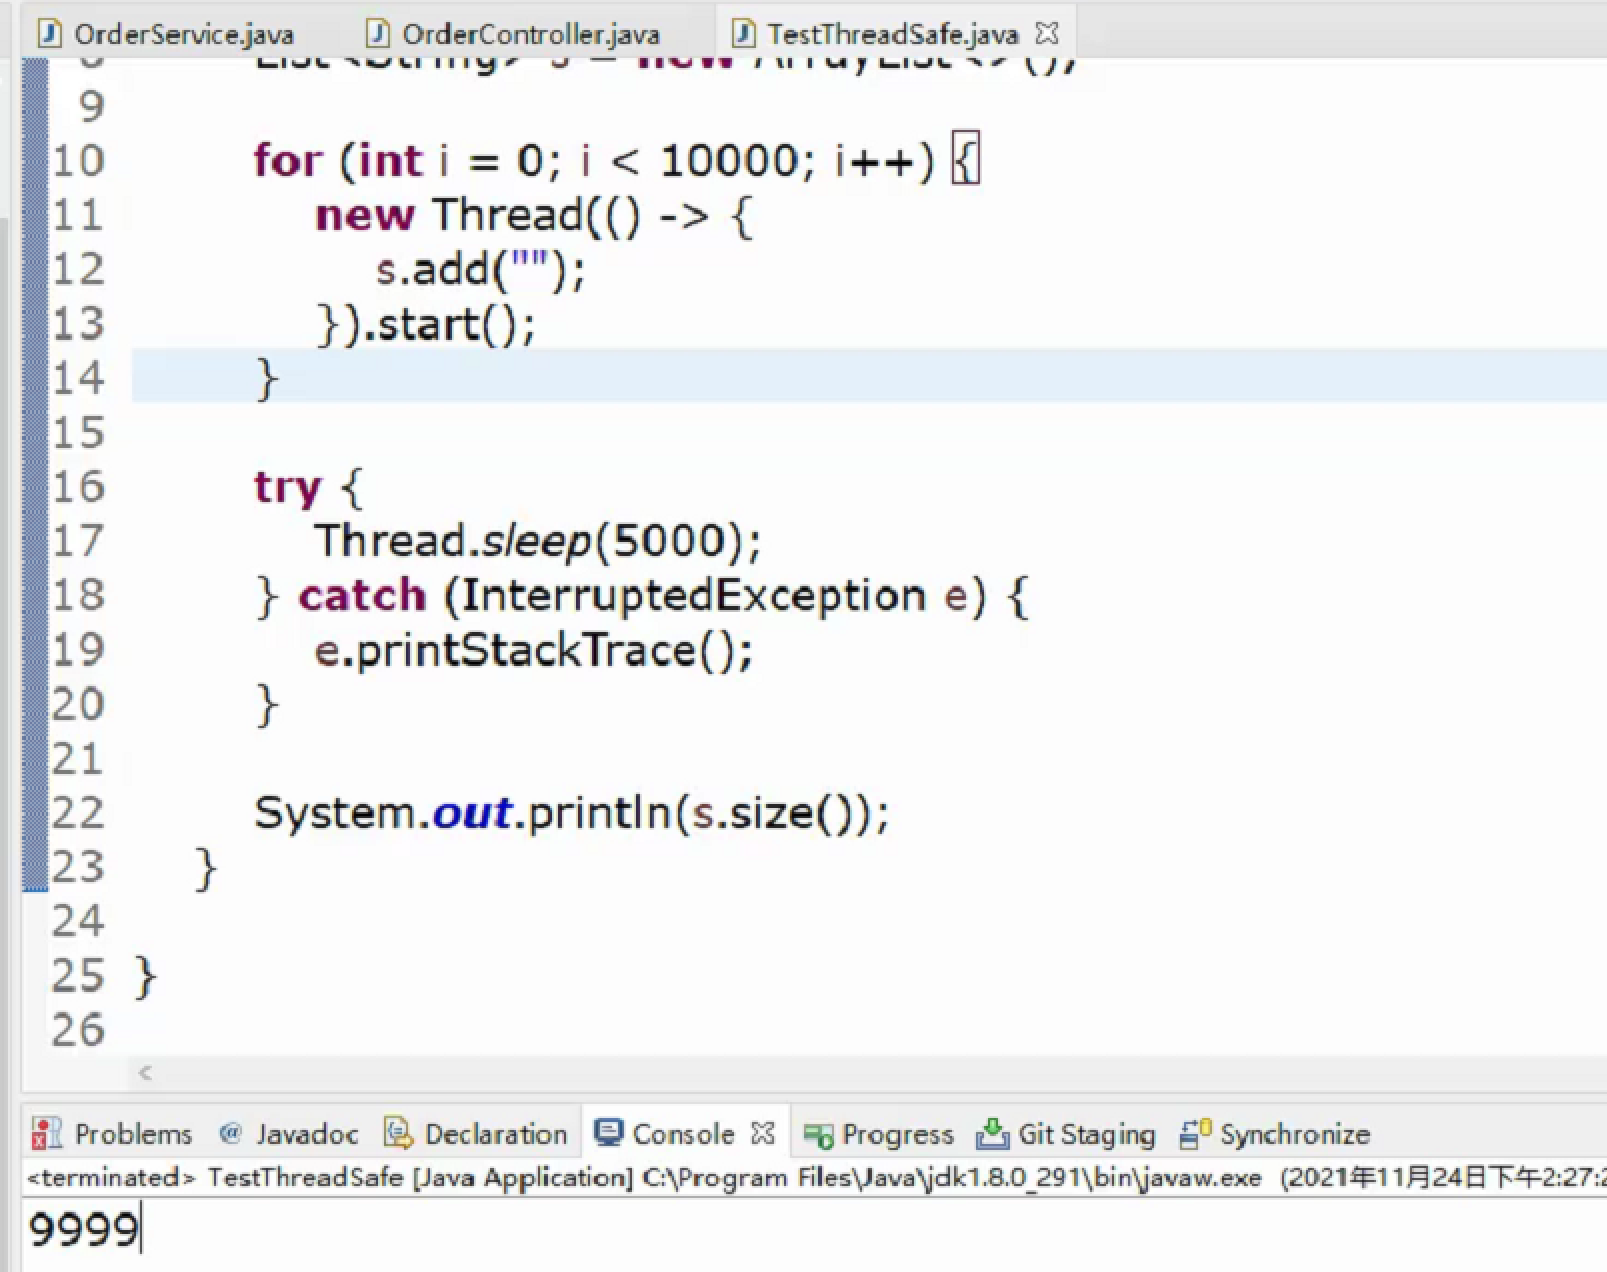 OrderService.java OrderController.java TestThreadSafe.java
8 List<String> s = new ArrayList<>();
9
10 for (int i = 0; i < 10000; i++) {
11 new Thread(() -> {
12 s.add("");
13 }).start();
14 }
15
16 try {
17 Thread.sleep(5000);
18 } catch (InterruptedException e) {
19 e.printStackTrace();
20 }
21
22 System.out.println(s.size());
23 }
24
25 }
26
Problems @ Javadoc Declaration Console Progress Git Staging Synchronize
<terminated> TestThreadSafe [Java Application] C:\Program Files\Java\jdk1.8.0_291\bin\javaw.exe (2021年11月24日下午2:27:2
9999